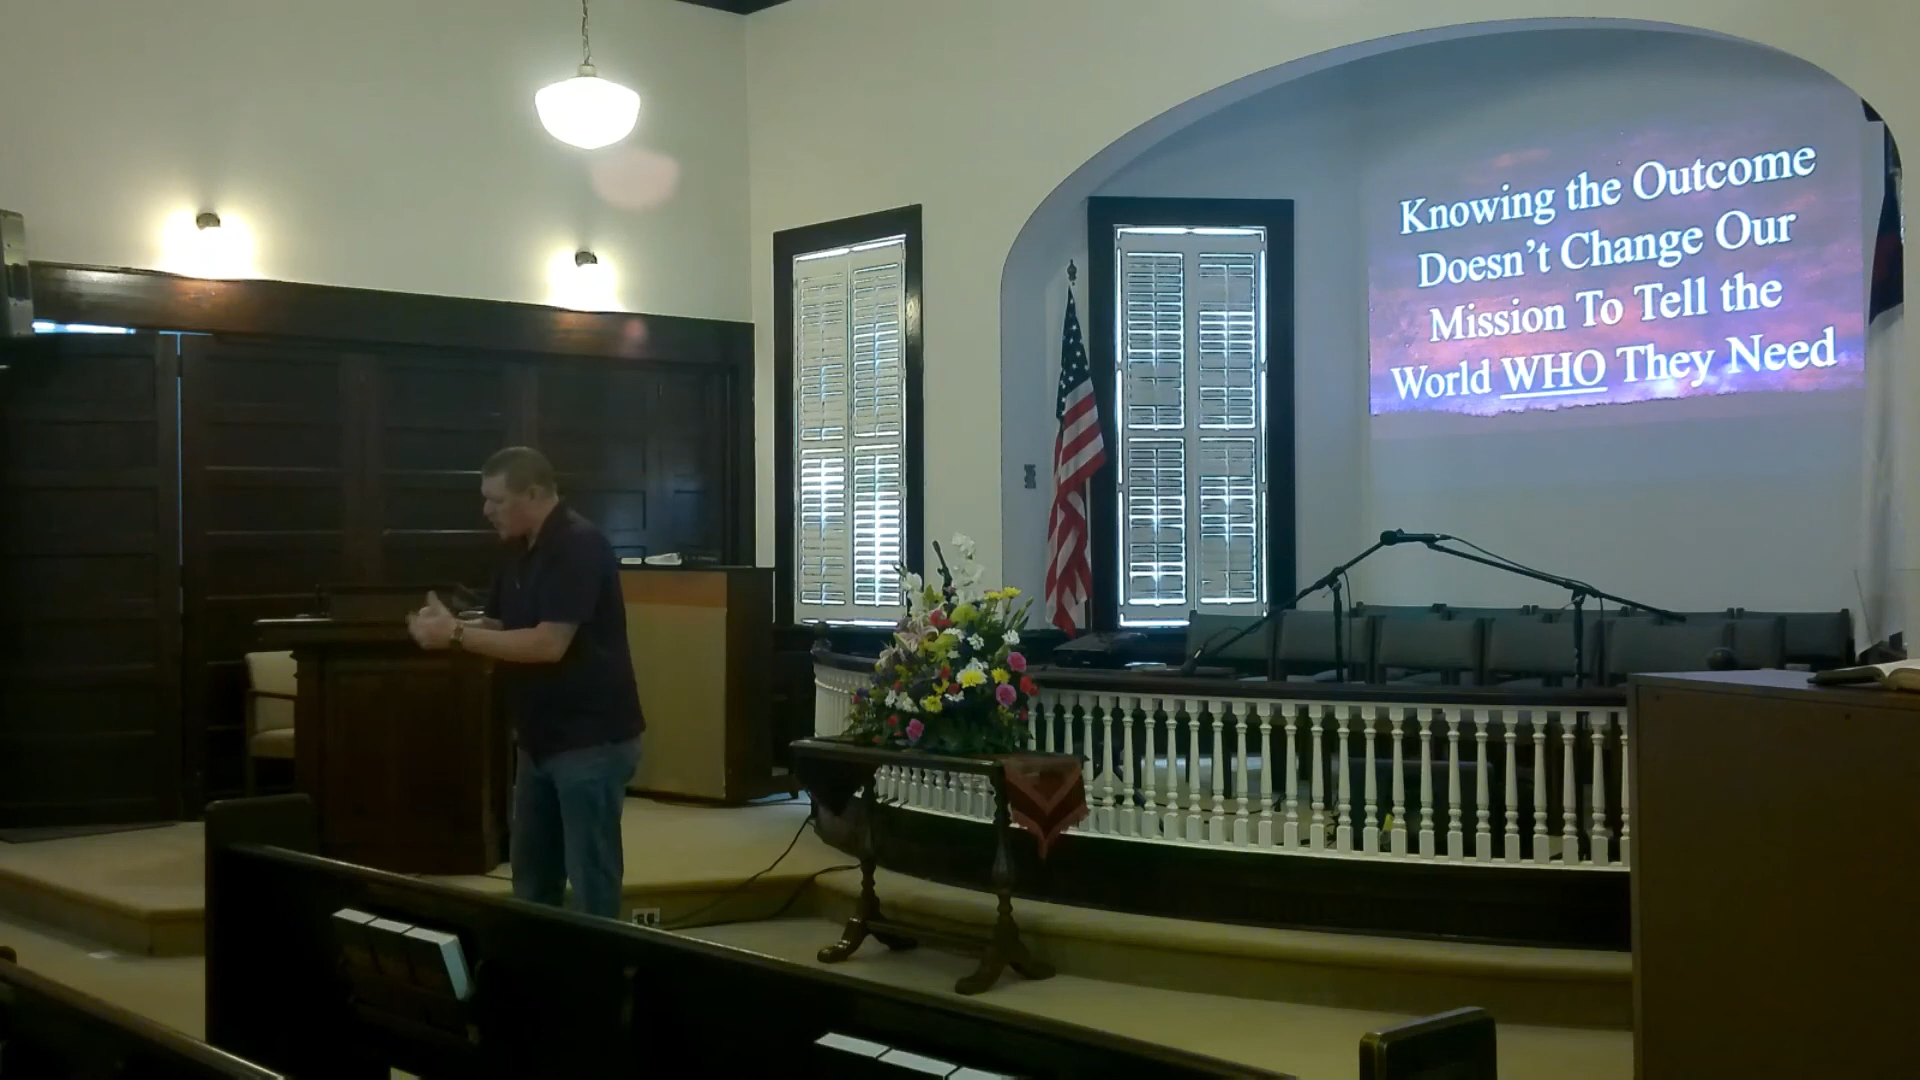 Knowing the Outcome
Doesn’t Change Our
Mission To Tell the
World WHO They Need